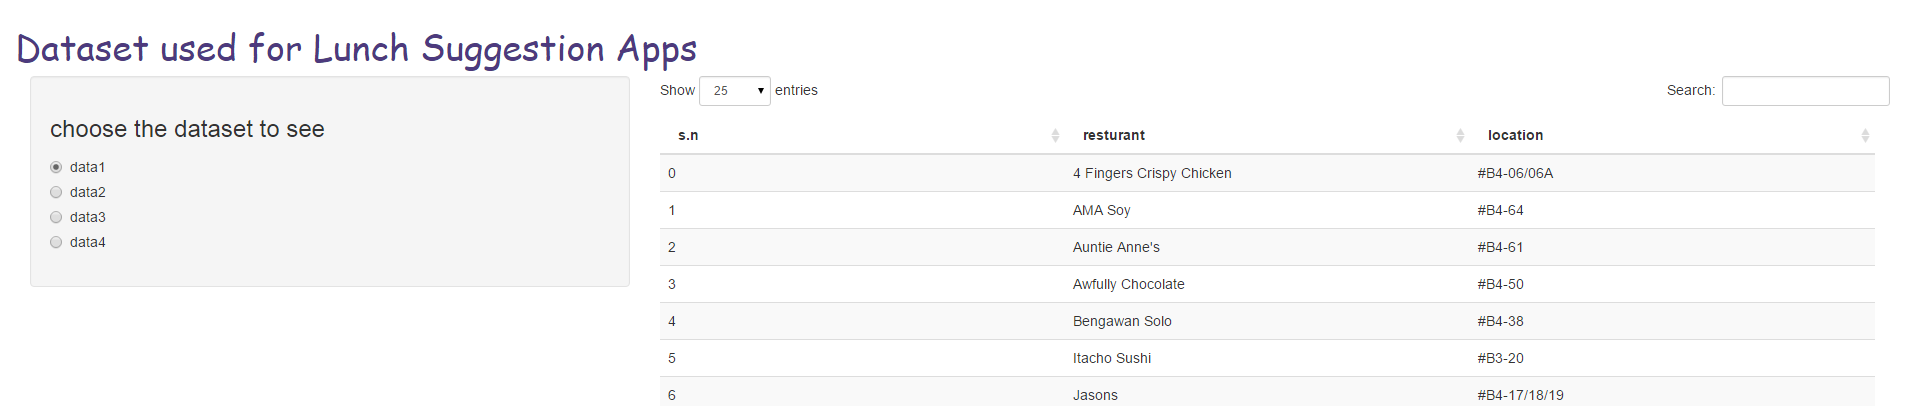 Dataset used for Lunch Suggestion Apps
choose the dataset to see
data1
data2
data3
data4
Show 25 entries
Search:
s.n resturant location
0 4 Fingers Crispy Chicken #B4-06/06A
1 AMA Soy #B4-64
2 Auntie Anne's #B4-61
3 Awfully Chocolate #B4-50
4 Bengawan Solo #B4-38
5 Itacho Sushi #B3-20
6 Jasons #B4-17/18/19